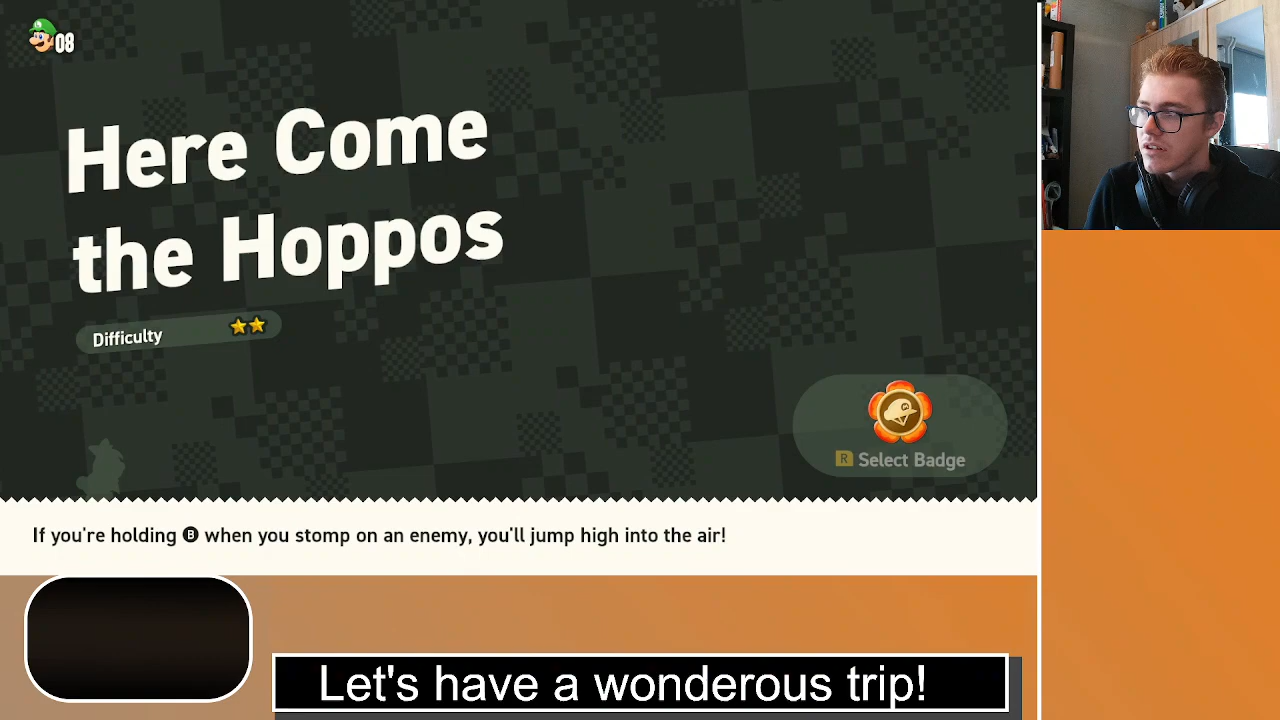 08
Here Come
the Hoppos
Difficulty
R Select Badge
If you're holding B when you stomp on an enemy, you'll jump high into the air!
Let's have a wonderous trip!